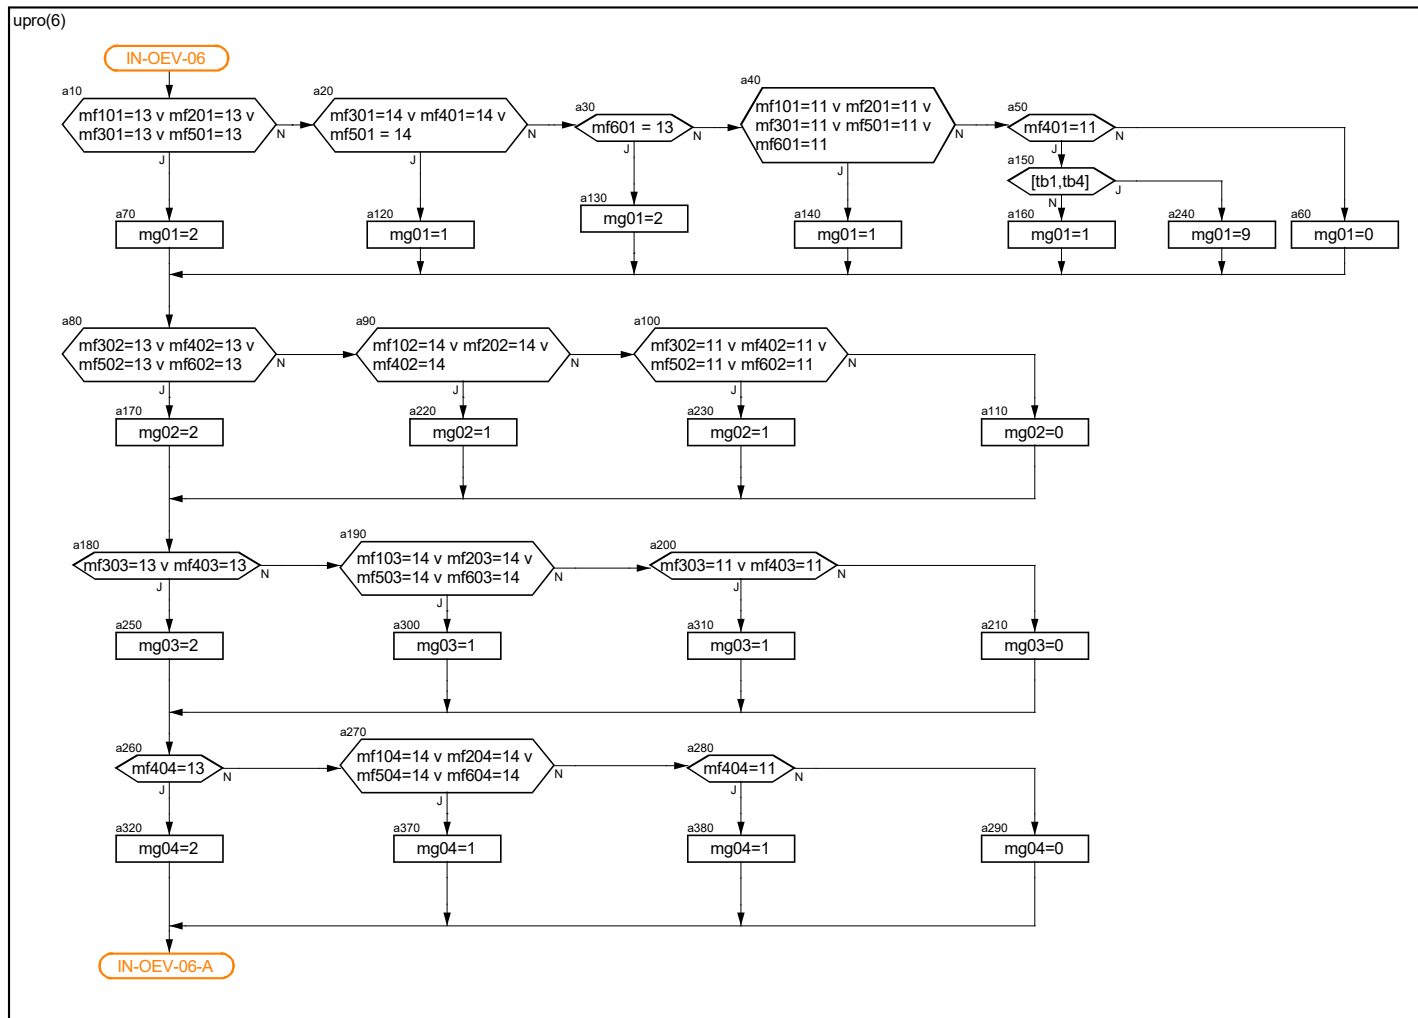 upro(6)
IN-OEV-06
a10
mf101=13 v mf201=13 v
mf301=13 v mf501=13
N
J
a20
mf301=14 v mf401=14 v
mf501 = 14
N
J
a30
mf601 = 13
N
J
a40
mf101=11 v mf201=11 v
mf301=11 v mf501=11 v
mf601=11
N
J
a50
mf401=11
N
J
a150
[tb1,tb4]
J
N
a70
mg01=2
a120
mg01=1
a130
mg01=2
a140
mg01=1
a160
mg01=1
a240
mg01=9
a60
mg01=0
a80
mf302=13 v mf402=13 v
mf502=13 v mf602=13
N
J
a90
mf102=14 v mf202=14 v
mf402=14
N
J
a100
mf302=11 v mf402=11 v
mf502=11 v mf602=11
N
J
a170
mg02=2
a220
mg02=1
a230
mg02=1
a110
mg02=0
a180
mf303=13 v mf403=13
N
J
a190
mf103=14 v mf203=14 v
mf503=14 v mf603=14
N
J
a200
mf303=11 v mf403=11
N
J
a250
mg03=2
a300
mg03=1
a310
mg03=1
a210
mg03=0
a260
mf404=13
N
J
a270
mf104=14 v mf204=14 v
mf504=14 v mf604=14
N
J
a280
mf404=11
N
J
a320
mg04=2
a370
mg04=1
a380
mg04=1
a290
mg04=0
IN-OEV-06-A